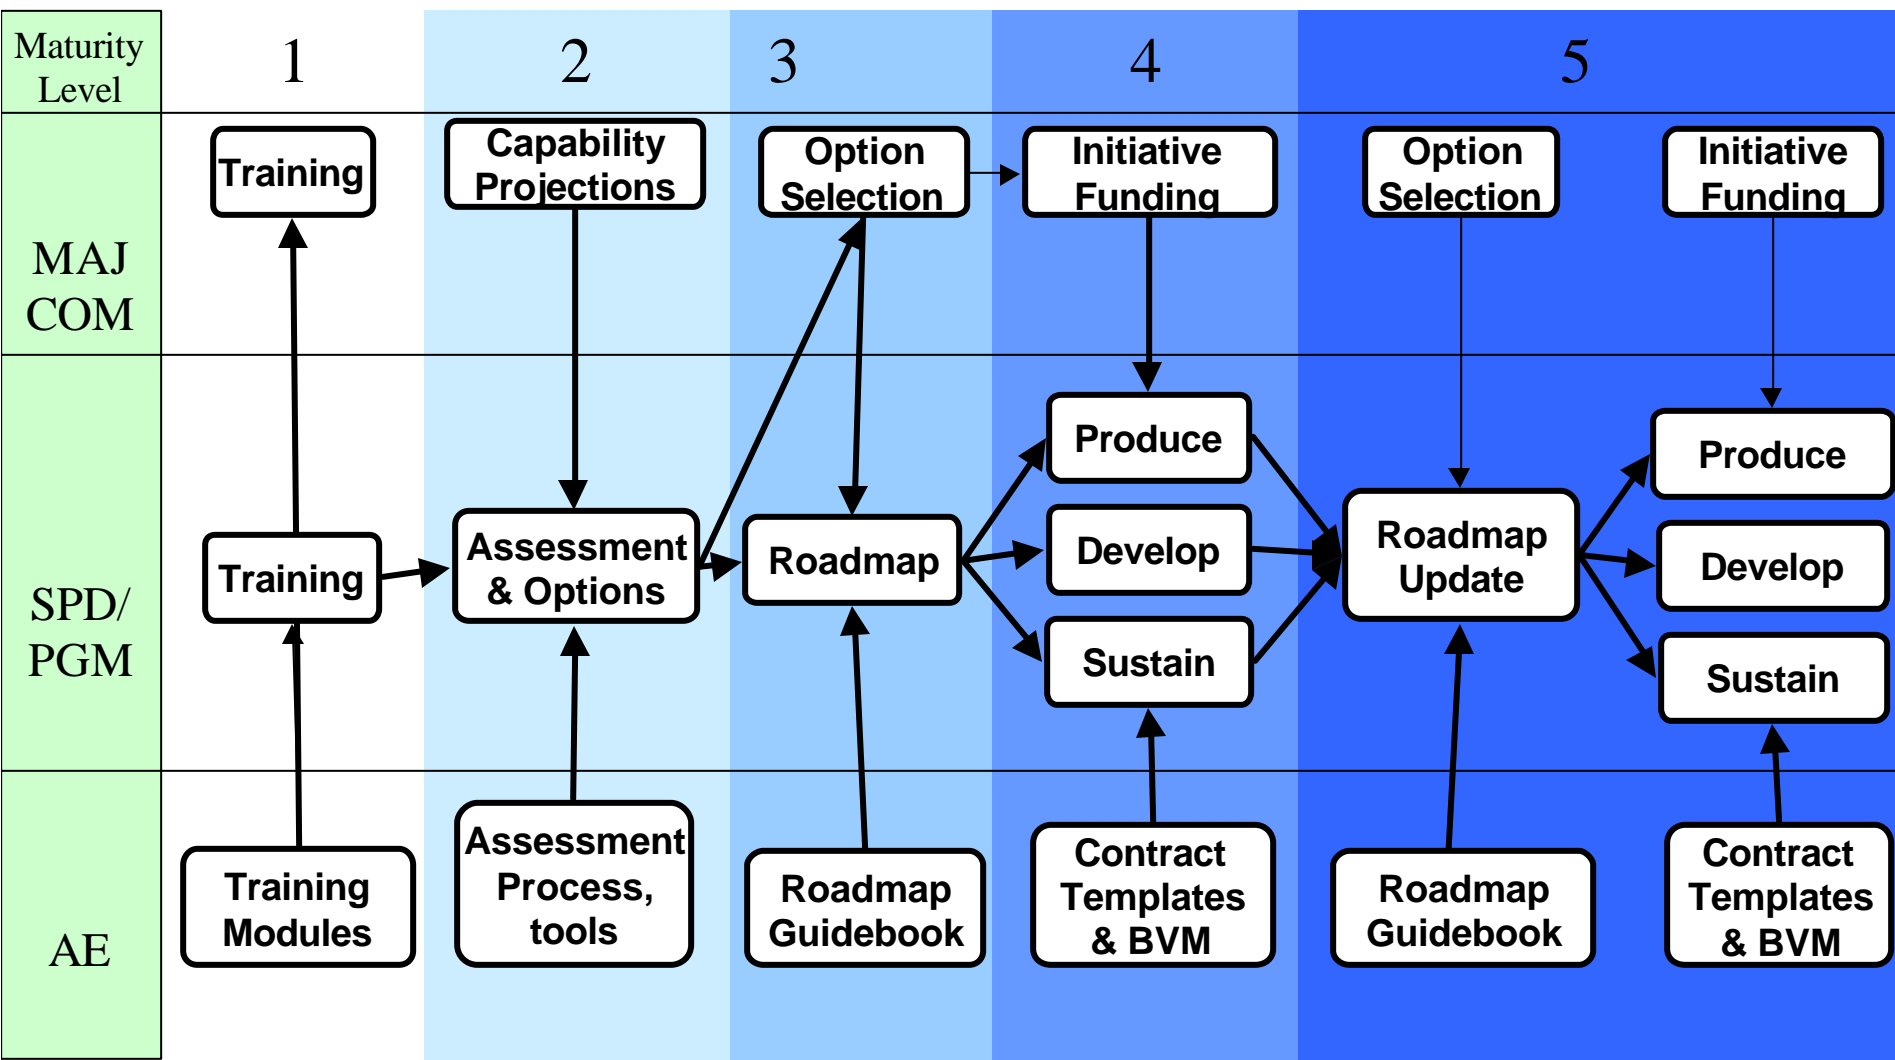 Maturity
Level
1
2
3
4
5
MAJ
COM
Training
Capability
Projections
Option
Selection
Initiative
Funding
Option
Selection
Initiative
Funding
SPD/
PGM
Training
Assessment
& Options
Roadmap
Produce
Develop
Sustain
Roadmap
Update
Produce
Develop
Sustain
AE
Training
Modules
Assessment
Process,
tools
Roadmap
Guidebook
Contract
Templates
& BVM
Roadmap
Guidebook
Contract
Templates
& BVM